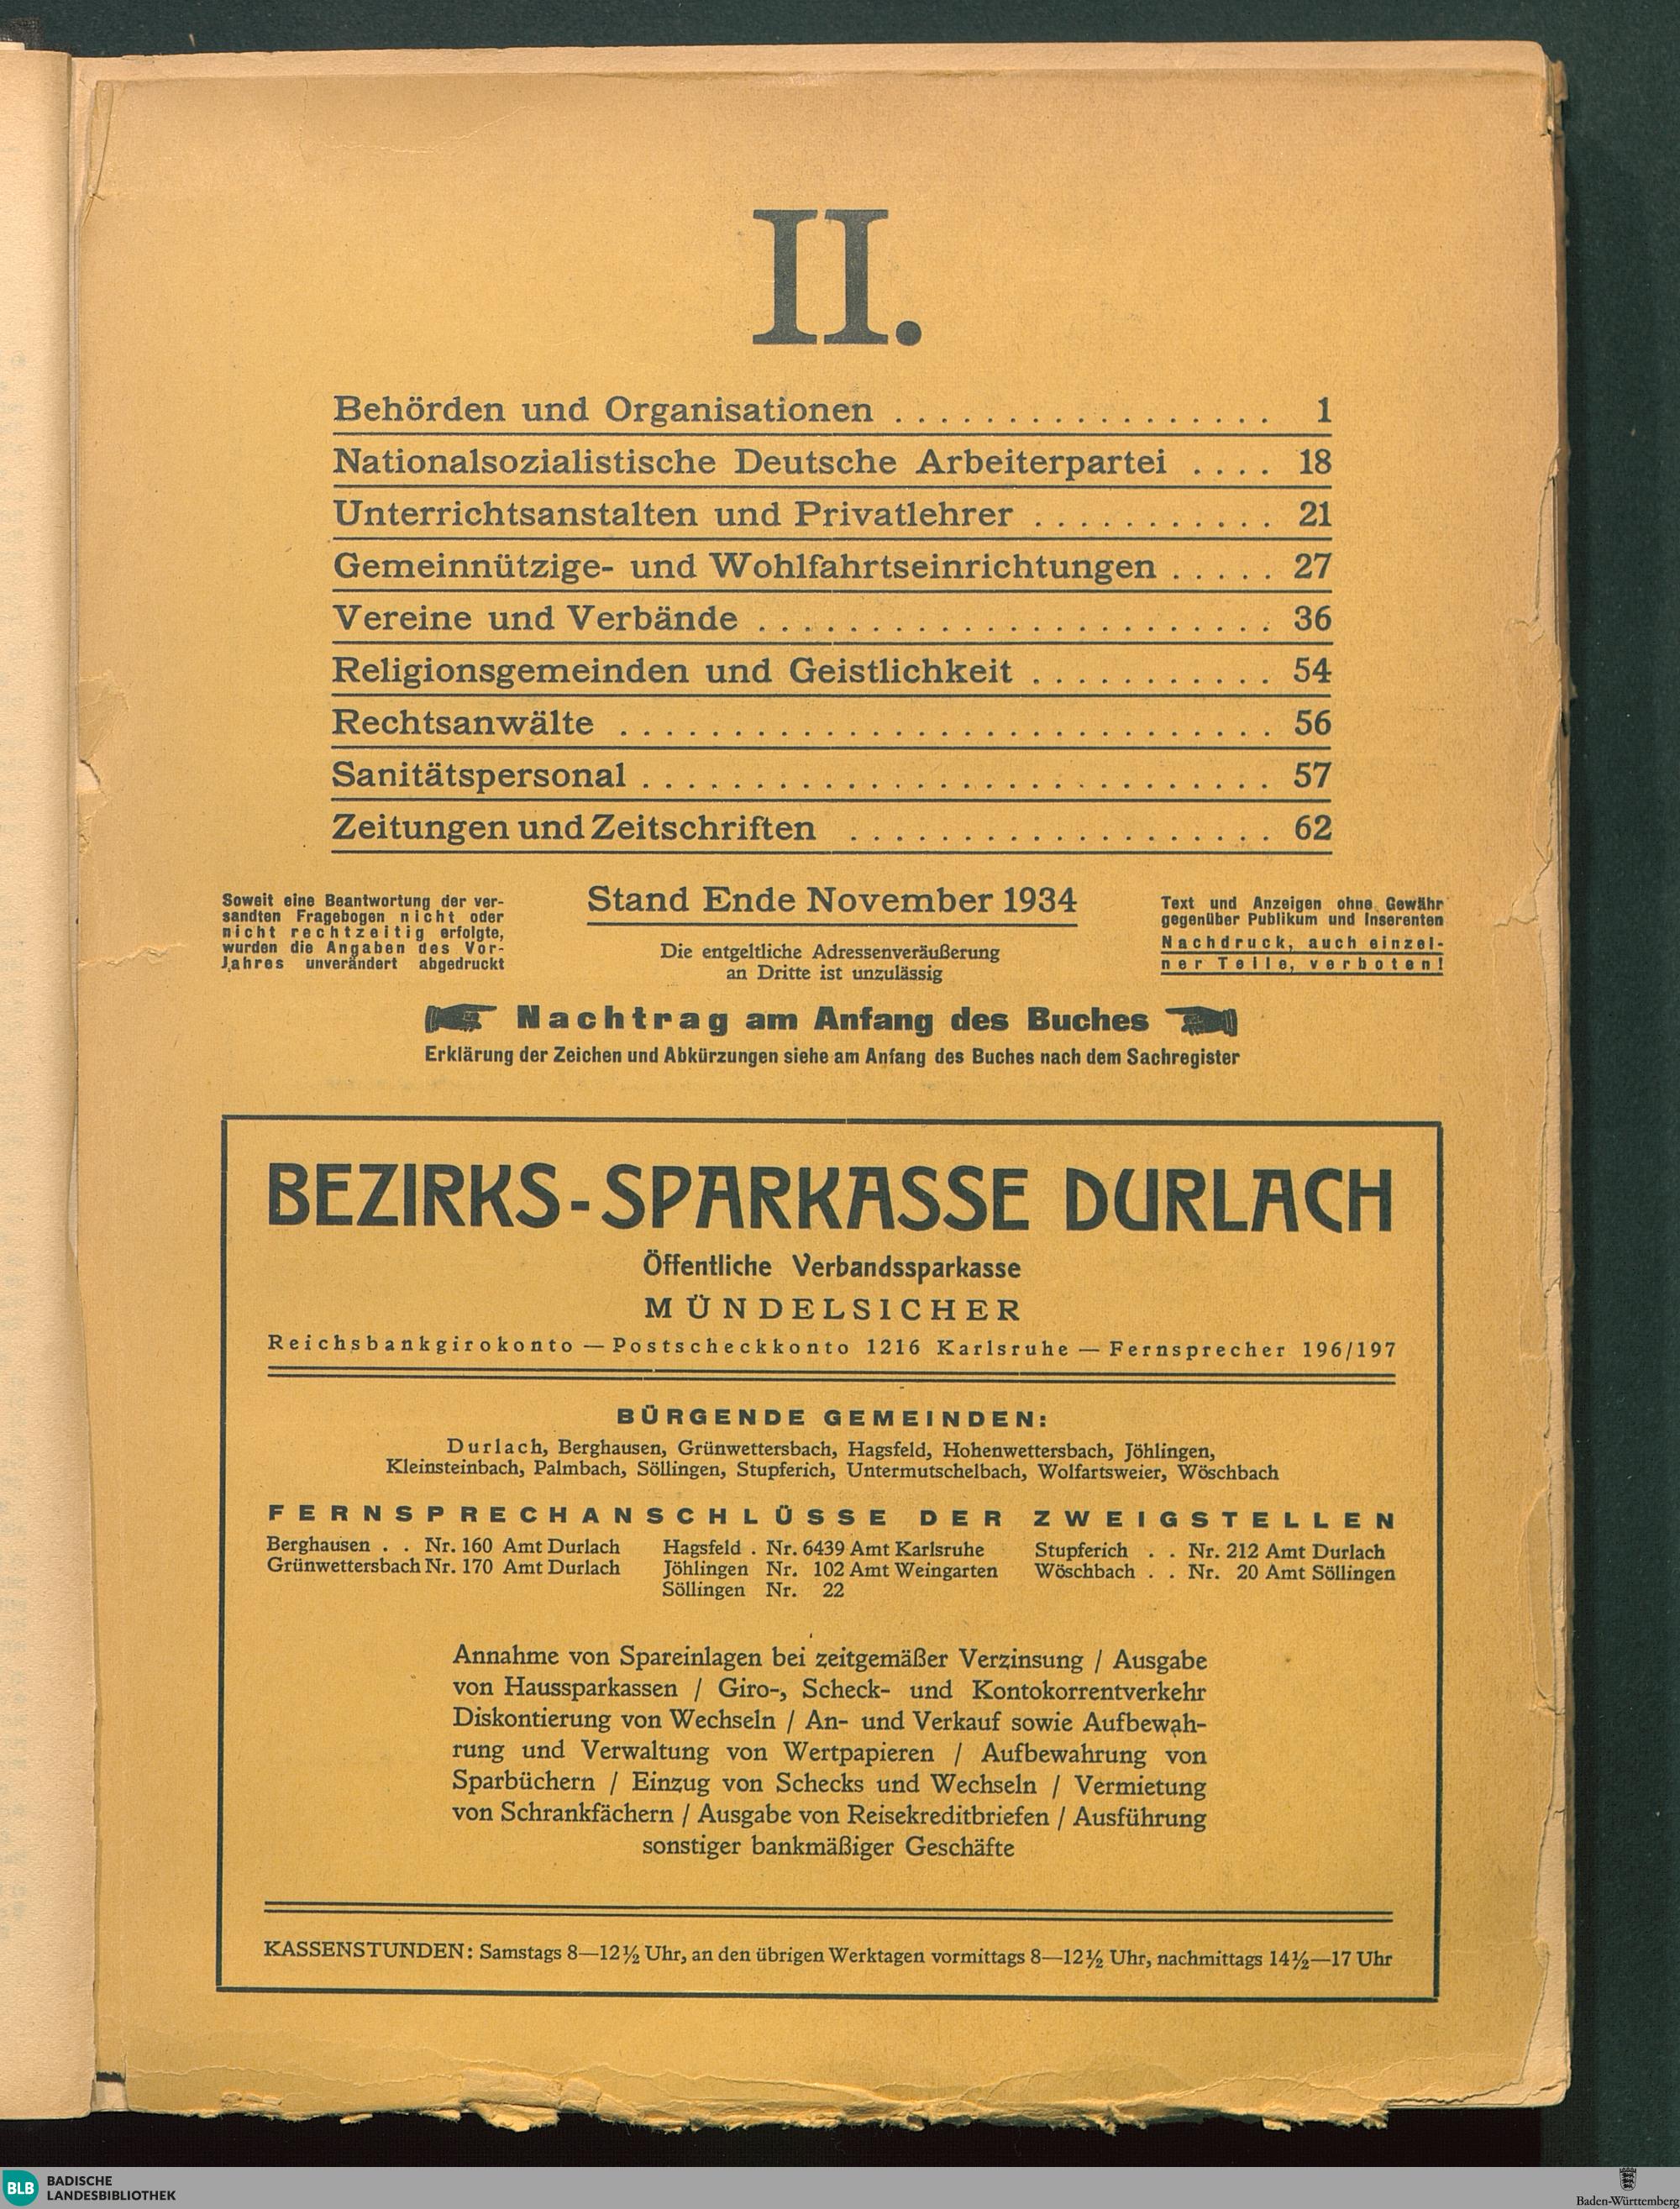 II.
Behörden und Organisationen . . . . . . . . . . . . . . . . . 1
Nationalsozialistische Deutsche Arbeiterpartei . . . . 18
Unterrichtsanstalten und Privatlehrer . . . . . . . . . . . 21
Gemeinnützige- und Wohlfahrtseinrichtungen . . . . . 27
Vereine und Verbände . . . . . . . . . . . . . . . . . . . . . . . 36
Religionsgemeinden und Geistlichkeit . . . . . . . . . . . 54
Rechtsanwälte . . . . . . . . . . . . . . . . . . . . . . . . . . . . . 56
Sanitätspersonal . . . . . . . . . . . . . . . . . . . . . . . . . . . . 57
Zeitungen und Zeitschriften . . . . . . . . . . . . . . . . . . . 62
Soweit eine Beantwortung der ver-
sandten Fragebogen nicht oder
nicht rechtzeitig erfolgte,
wurden die Angaben des Vor-
Jahres unverändert abgedruckt
Stand Ende November 1934
Die entgeltliche Adressenveräußerung
an Dritte ist unzulässig
Text und Anzeigen ohne Gewähr
gegenüber Publikum und Inserenten
Nachdruck, auch einzel-
ner Teile, verboten!
Nachtrag am Anfang des Buches
Erklärung der Zeichen und Abkürzungen siehe am Anfang des Buches nach dem Sachregister
BEZIRKS-SPARKASSE DURLACH
Öffentliche Verbandssparkasse
MÜNDELSICHER
Reichsbankgirokonto — Postscheckkonto 1216 Karlsruhe — Fernsprecher 196/197
BÜRGENDE GEMEINDEN:
Durlach, Berghausen, Grünwettersbach, Hagsfeld, Hohenwettersbach, Jöhlingen,
Kleinsteinbach, Palmbach, Söllingen, Stupferich, Untermutschelbach, Wolfartsweier, Wöschbach
FERNSPRECHANSCHLÜSSE DER ZWEIGSTELLEN
Berghausen . . Nr. 160 Amt Durlach
Grünwettersbach Nr. 170 Amt Durlach
Hagsfeld . Nr. 6439 Amt Karlsruhe
Jöhlingen Nr. 102 Amt Weingarten
Söllingen Nr. 22
Stupferich . . Nr. 212 Amt Durlach
Wöschbach . . Nr. 20 Amt Söllingen
Annahme von Spareinlagen bei zeitgemäßer Verzinsung / Ausgabe
von Haussparkassen / Giro-, Scheck- und Kontokorrentverkehr
Diskontierung von Wechseln / An- und Verkauf sowie Aufbewah-
rung und Verwaltung von Wertpapieren / Aufbewahrung von
Sparbüchern / Einzug von Schecks und Wechseln / Vermietung
von Schrankfächern / Ausgabe von Reisekreditbriefen / Ausführung
sonstiger bankmäßiger Geschäfte
KASSENSTUNDEN: Samstags 8—12½ Uhr, an den übrigen Werktagen vormittags 8—12½ Uhr, nachmittags 14½—17 Uhr
BLB BADISCHE
LANDESBIBLIOTHEK
Baden-Württemberg